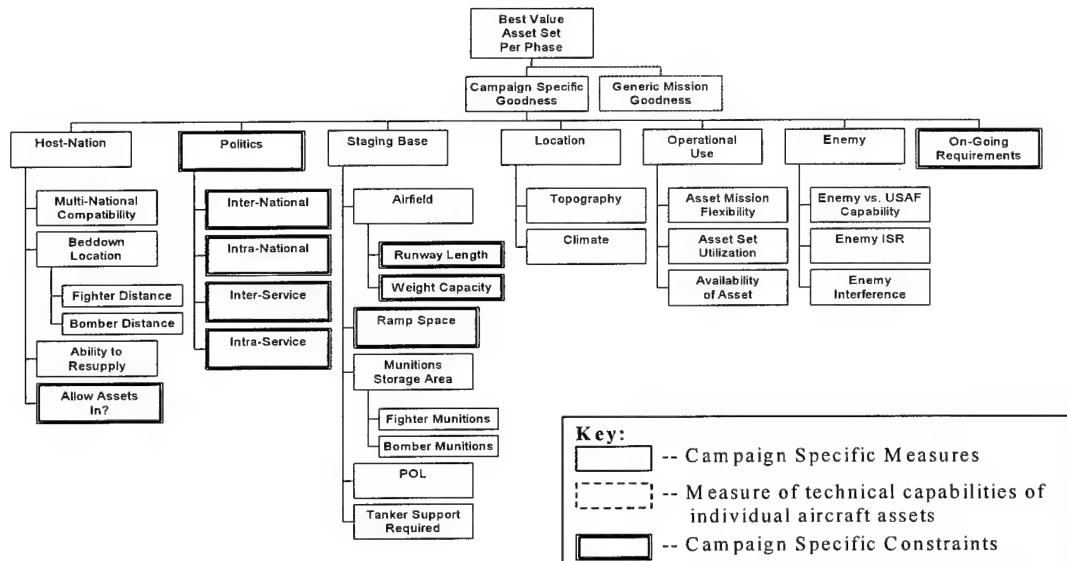 Best Value
Asset Set
Per Phase
Campaign Specific
Goodness
Generic Mission
Goodness
Host-Nation
Politics
Staging Base
Location
Operational
Use
Enemy
On-Going
Requirements
Multi-National
Compatibility
Beddown
Location
Fighter Distance
Bomber Distance
Ability to
Resupply
Allow Assets
In?
Inter-National
Intra-National
Inter-Service
Intra-Service
Airfield
Runway Length
Weight Capacity
Ramp Space
Munitions
Storage Area
Fighter Munitions
Bomber Munitions
POL
Tanker Support
Required
Topography
Climate
Asset Mission
Flexibility
Asset Set
Utilization
Availability
of Asset
Enemy vs. USAF
Capability
Enemy ISR
Enemy
Interference
Key:
-- Campaign Specific Measures
-- Measure of technical capabilities of
individual aircraft assets
-- Campaign Specific Constraints